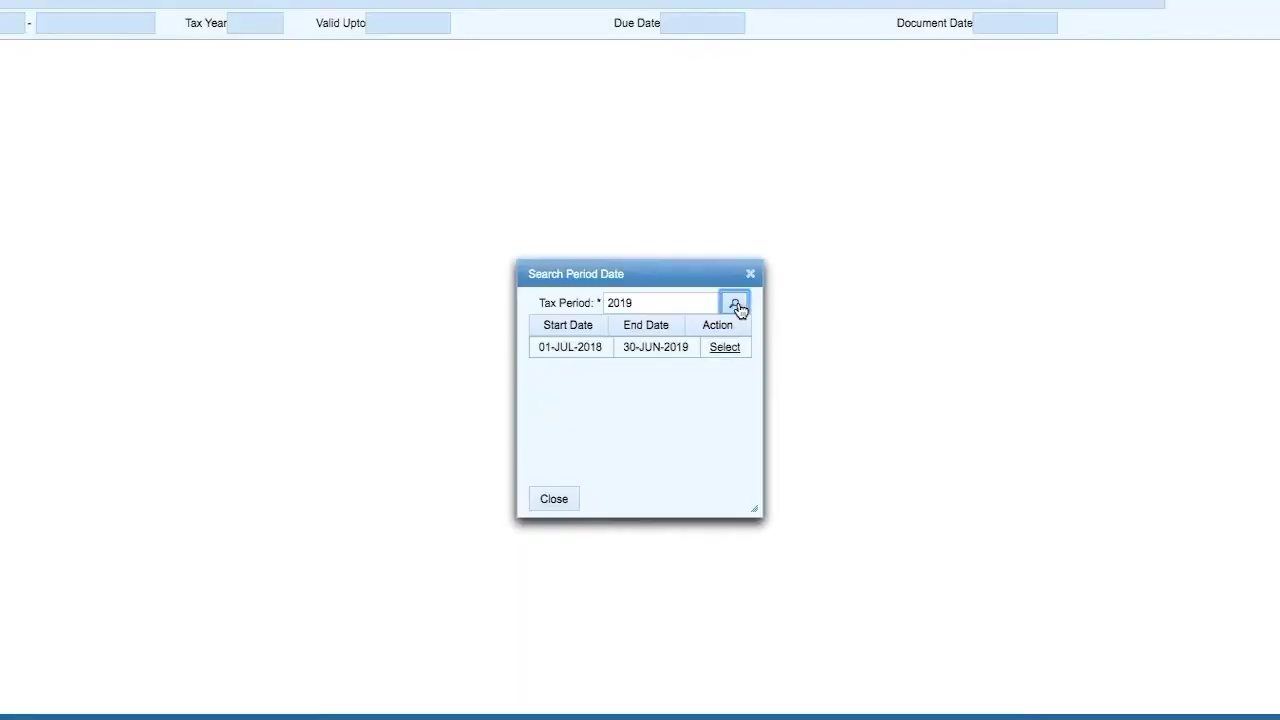 - Tax Year Valid Upto Due Date Document Date
Search Period Date
Tax Period: * 2019
Start Date End Date Action
01-JUL-2018 30-JUN-2019 Select
Close